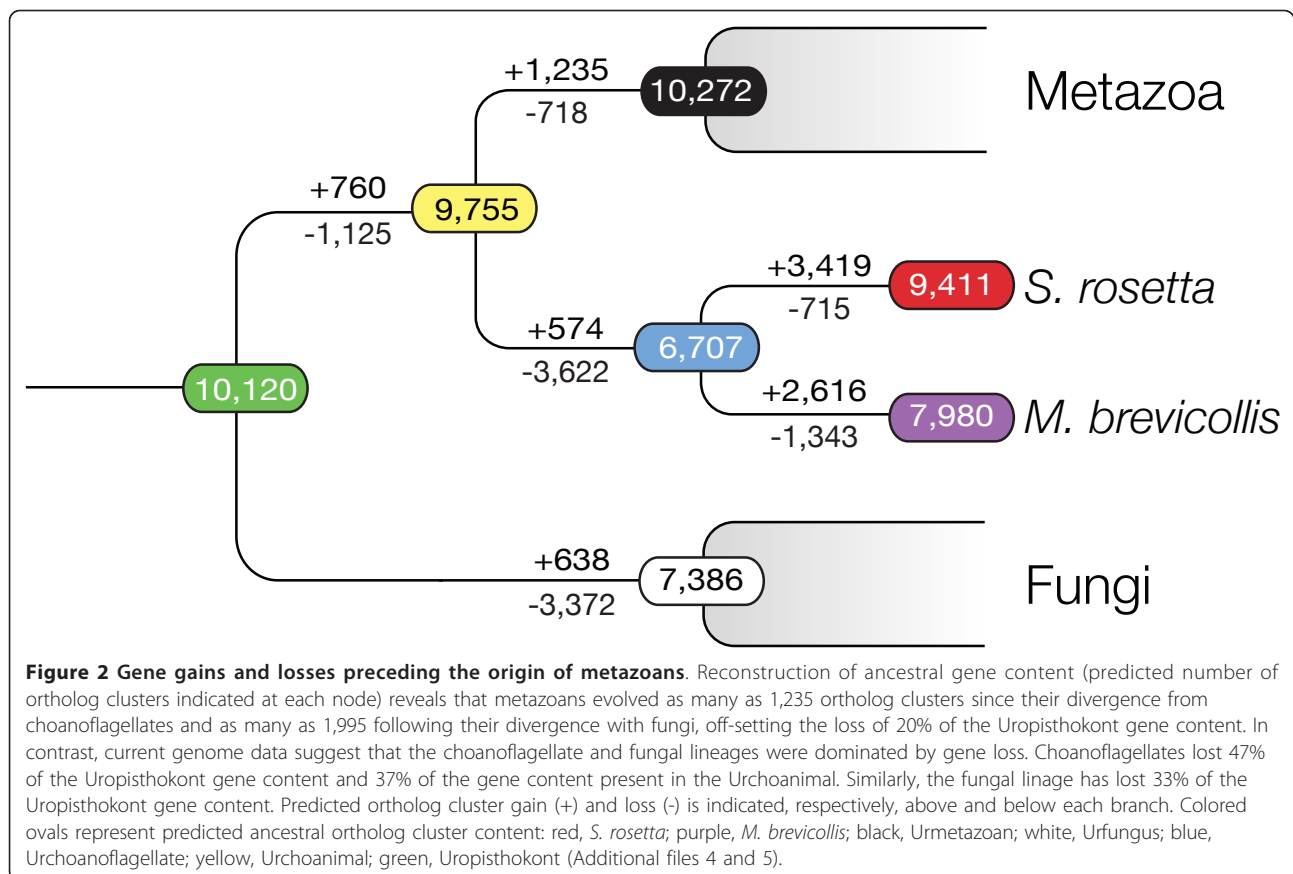 +1,235
-718
10,272
Metazoa
+760
-1,125
9,755
+3,419
-715
9,411
S. rosetta
+574
-3,622
6,707
+2,616
-1,343
7,980
M. brevicollis
10,120
+638
-3,372
7,386
Fungi
Figure 2 Gene gains and losses preceding the origin of metazoans. Reconstruction of ancestral gene content (predicted number of
ortholog clusters indicated at each node) reveals that metazoans evolved as many as 1,235 ortholog clusters since their divergence from
choanoflagellates and as many as 1,995 following their divergence with fungi, off-setting the loss of 20% of the Uropisthokont gene content. In
contrast, current genome data suggest that the choanoflagellate and fungal lineages were dominated by gene loss. Choanoflagellates lost 47%
of the Uropisthokont gene content and 37% of the gene content present in the Urchoanimal. Similarly, the fungal linage has lost 33% of the
Uropisthokont gene content. Predicted ortholog cluster gain (+) and loss (-) is indicated, respectively, above and below each branch. Colored
ovals represent predicted ancestral ortholog cluster content: red, S. rosetta; purple, M. brevicollis; black, Urmetazoan; white, Urfungus; blue,
Urchoanoflagellate; yellow, Urchoanimal; green, Uropisthokont (Additional files 4 and 5).